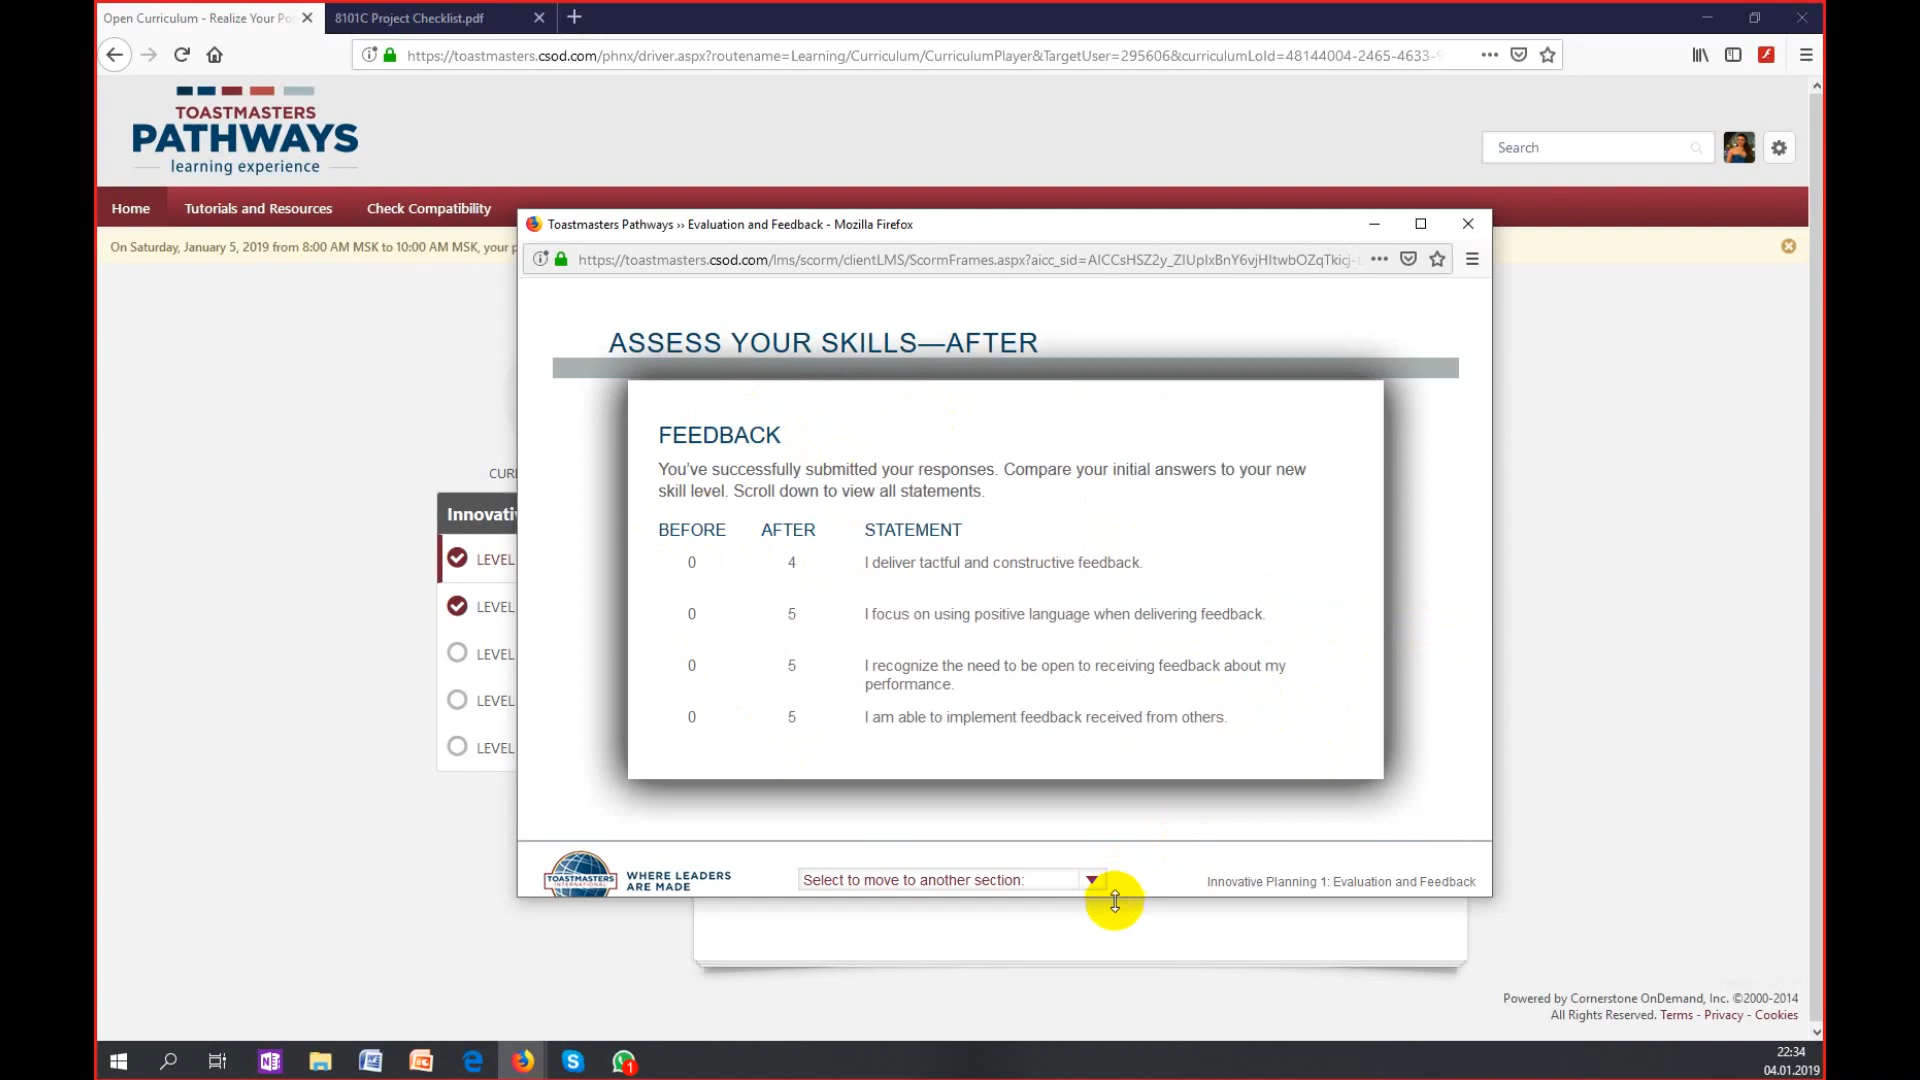 Open Curriculum - Realize Your Po
8101C Project Checklist.pdf
https://toastmasters.csod.com/phnx/driver.aspx?routename=Learning/Curriculum/CurriculumPlayer&TargetUser=295606&curriculumLoId=48144004-2465-4633-9
TOASTMASTERS
PATHWAYS
learning experience
Search
Home
Tutorials and Resources
Check Compatibility
On Saturday, January 5, 2019 from 8:00 AM MSK to 10:00 AM MSK, your p
Toastmasters Pathways ›› Evaluation and Feedback - Mozilla Firefox
https://toastmasters.csod.com/lms/scorm/clientLMS/ScormFrames.aspx?aicc_sid=
ASSESS YOUR SKILLS—AFTER
FEEDBACK
You’ve successfully submitted your responses. Compare your initial answers to your new
skill level. Scroll down to view all statements.
BEFORE AFTER STATEMENT
0 4 I deliver tactful and constructive feedback.
0 5 I focus on using positive language when delivering feedback.
0 5 I recognize the need to be open to receiving feedback about my
performance.
0 5 I am able to implement feedback received from others.
CUR
Innovati
LEVEL
LEVEL
LEVEL
LEVEL
LEVEL
TOASTMASTERS
INTERNATIONAL
WHERE LEADERS
ARE MADE
Select to move to another section:
Innovative Planning 1: Evaluation and Feedback
Powered by Cornerstone OnDemand, Inc. ©2000-2014
All Rights Reserved. Terms - Privacy - Cookies
1
22:34
04.01.2019